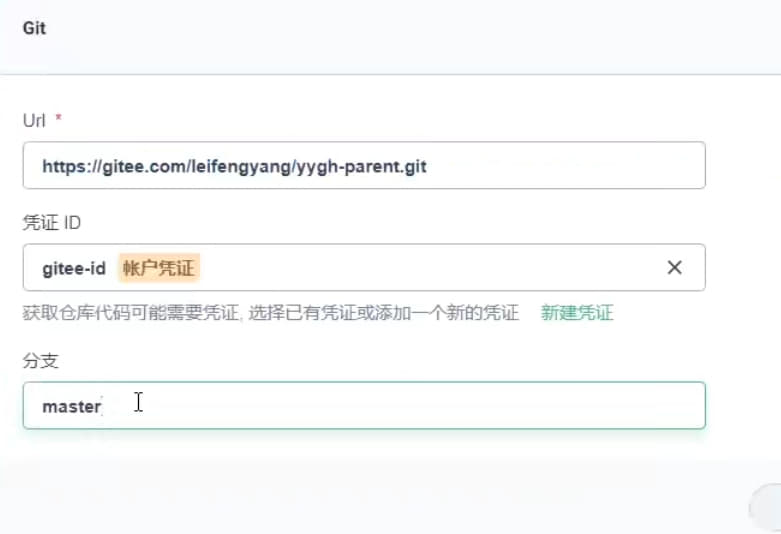 Git
Url *
https://gitee.com/leifengyang/yygh-parent.git
凭证 ID
gitee-id 帐户凭证
获取仓库代码可能需要凭证, 选择已有凭证或添加一个新的凭证 新建凭证
分支
master